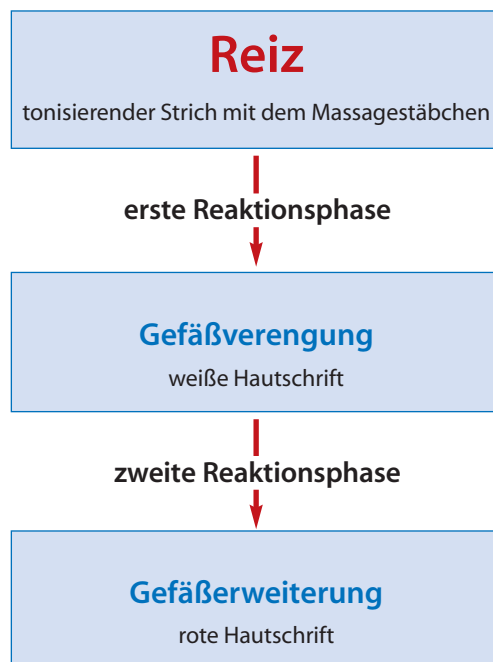 Reiz
tonisierender Strich mit dem Massagestäbchen
erste Reaktionsphase
Gefäßverengung
weiße Hautschrift
zweite Reaktionsphase
Gefäßerweiterung
rote Hautschrift